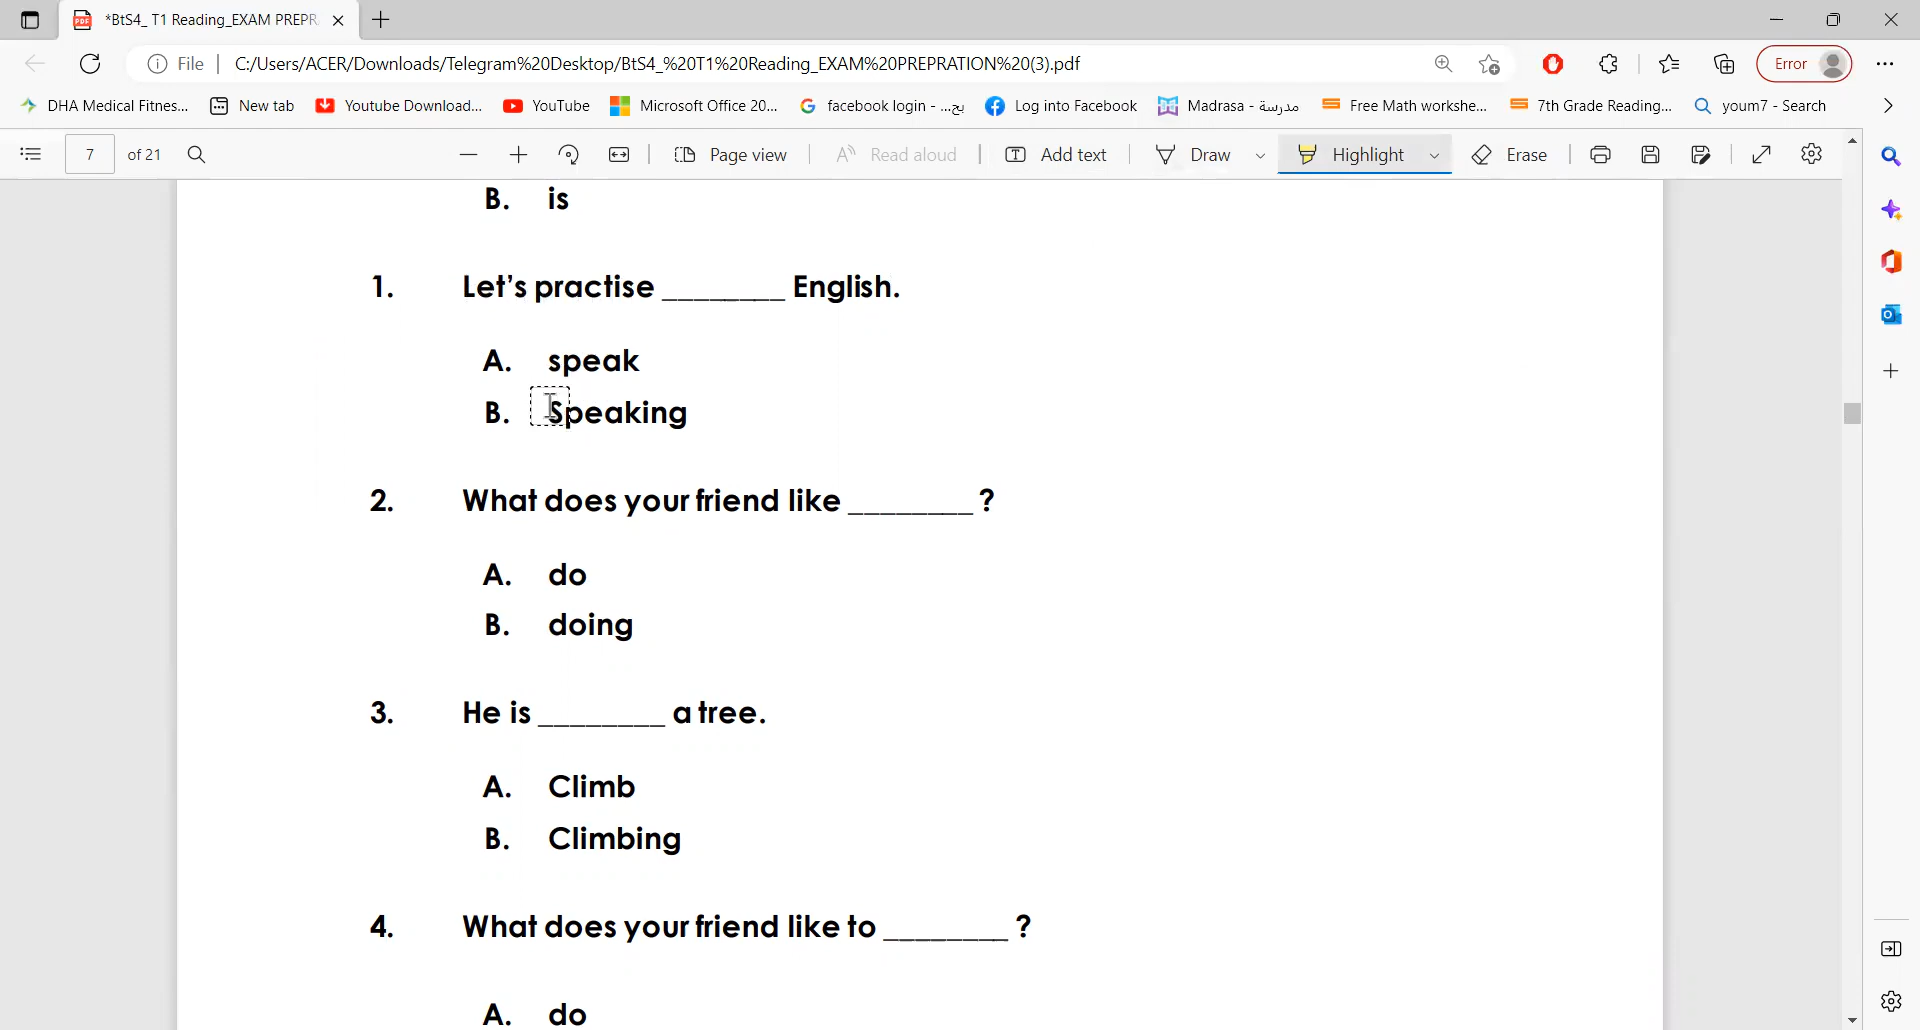 *BtS4_ T1 Reading_EXAM PREPR
File C:/Users/ACER/Downloads/Telegram%20Desktop/BtS4_%20T1%20Reading_EXAM%20PREPRATION%20(3).pdf Error
DHA Medical Fitnes... New tab Youtube Download... YouTube Microsoft Office 20... facebook login - ...بح Log into Facebook Madrasa - مدرسة Free Math workshe... 7th Grade Reading... youm7 - Search
7 of 21 Page view Read aloud Add text Draw Highlight Erase
B. is
1. Let's practise ________ English.
A. speak
B. Speaking
2. What does your friend like ________ ?
A. do
B. doing
3. He is ________ a tree.
A. Climb
B. Climbing
4. What does your friend like to ________ ?
A. do